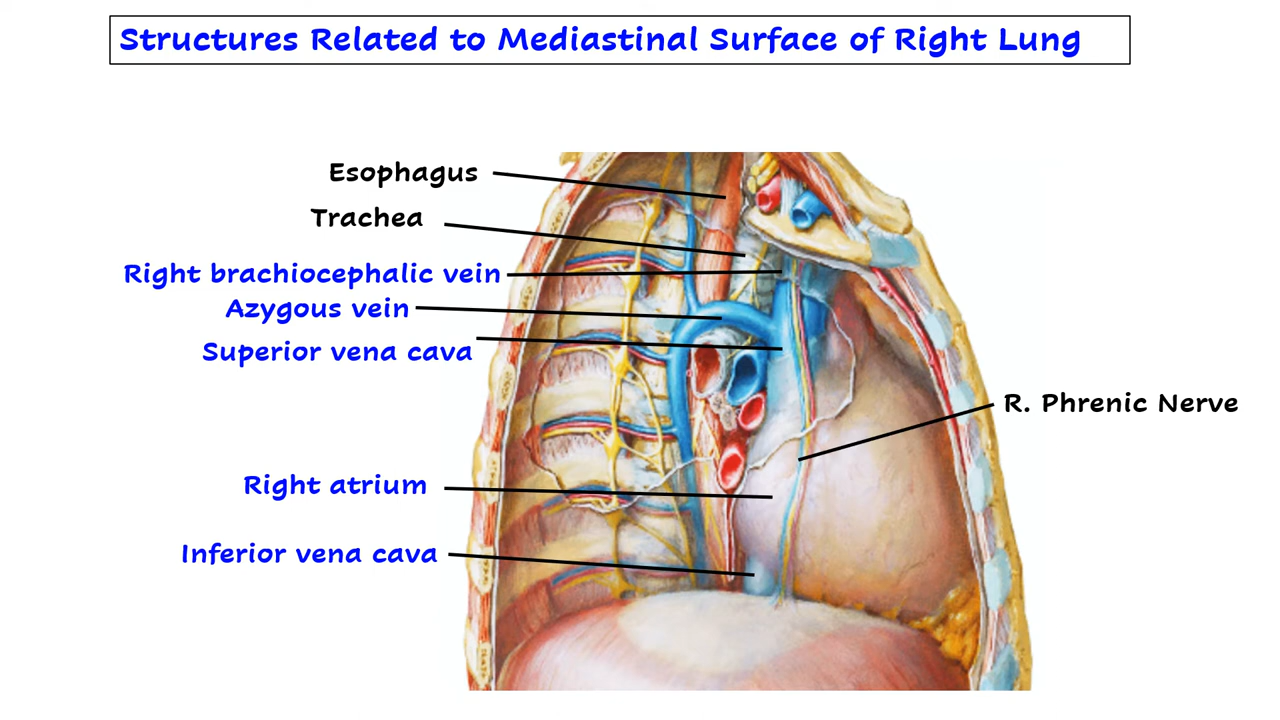 Structures Related to Mediastinal Surface of Right Lung
Esophagus
Trachea
Right brachiocephalic vein
Azygous vein
Superior vena cava
R. Phrenic Nerve
Right atrium
Inferior vena cava